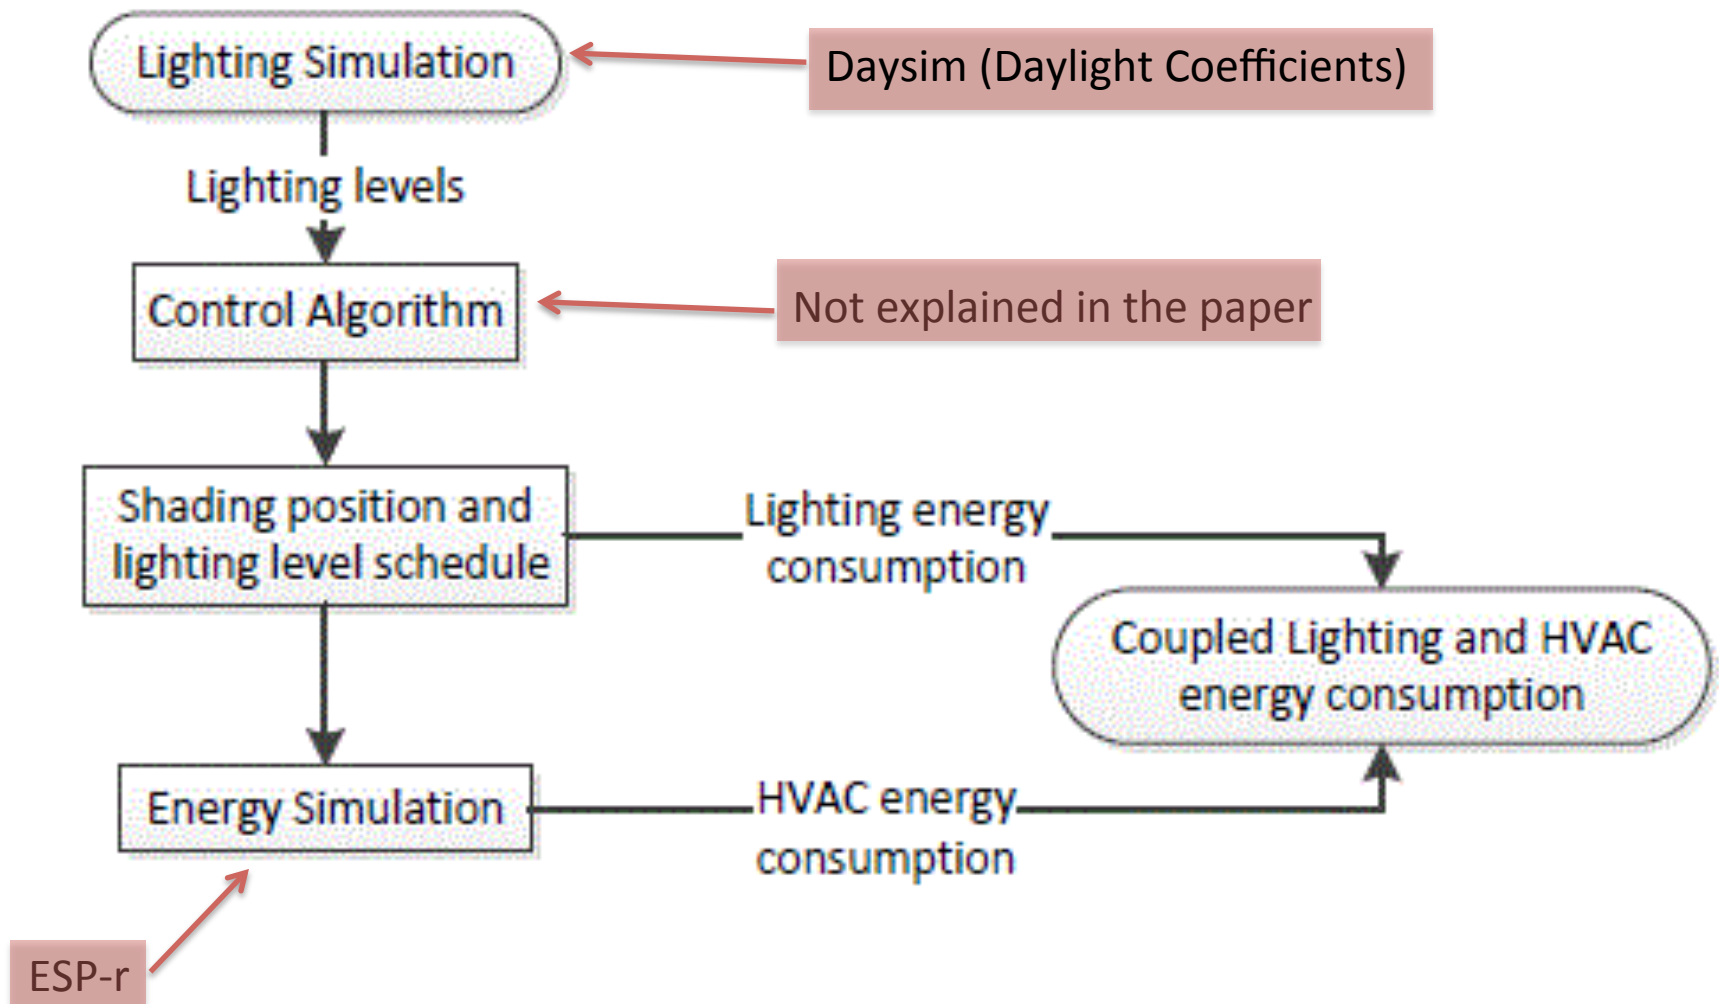 Lighting Simulation
Daysim (Daylight Coefficients)
Lighting levels
Control Algorithm
Not explained in the paper
Shading position and
lighting level schedule
Lighting energy
consumption
Coupled Lighting and HVAC
energy consumption
Energy Simulation
HVAC energy
consumption
ESP-r